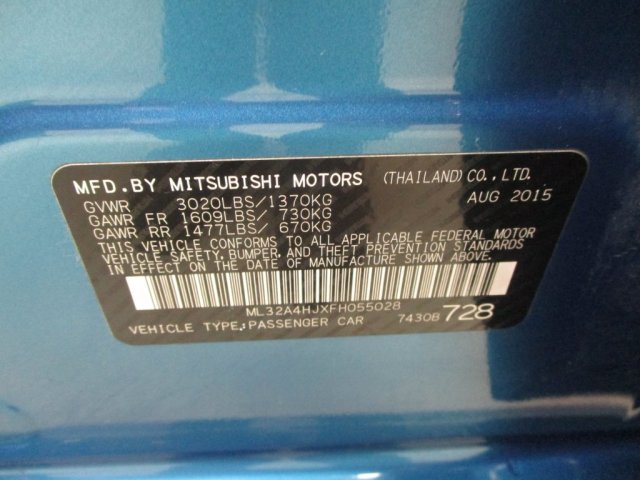 MFD.BY MITSUBISHI MOTORS (THAILAND) CO., LTD.
GVWR 3020LBS/1370KG AUG 2015
GAWR FR 1609LBS/ 730KG
GAWR RR 1477LBS/ 670KG
THIS VEHICLE CONFORMS TO ALL APPLICABLE FEDERAL MOTOR
VEHICLE SAFETY, BUMPER, AND THEFT PREVENTION STANDARDS
IN EFFECT ON THE DATE OF MANUFACTURE SHOWN ABOVE.
ML32A4HJXFH055028
VEHICLE TYPE;PASSENGER CAR 7430B 728